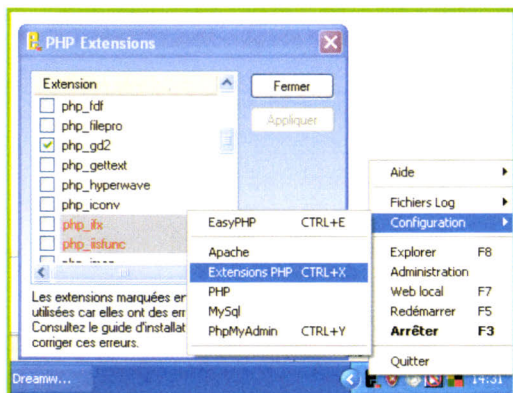 PHP Extensions
Extension
php_fdf
php_filepro
php_gd2
php_gettext
php_hyperwave
php_iconv
php_ifx
php_iisfunc
Fermer
Appliquer
Les extensions marquées en
utilisées car elles ont des err
Consultez le guide d'installat
corriger ces erreurs.
EasyPHP CTRL+E
Apache
Extensions PHP CTRL+X
PHP
MySql
PhpMyAdmin CTRL+Y
Aide
Fichiers Log
Configuration
Explorer F8
Administration
Web local F7
Redémarrer F5
Arrêter F3
Quitter
Dreamw...
14:31